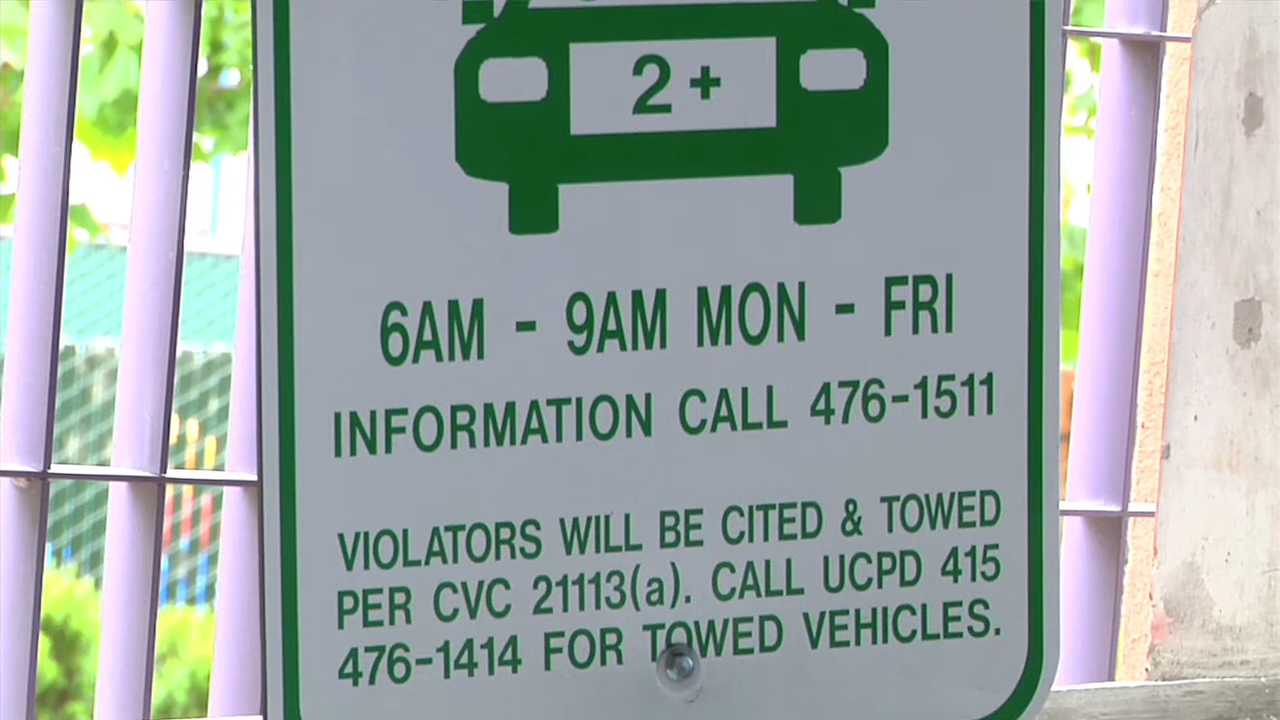 2+
6AM - 9AM MON - FRI
INFORMATION CALL 476-1511
VIOLATORS WILL BE CITED & TOWED
PER CVC 21113(a). CALL UCPD 415
476-1414 FOR TOWED VEHICLES.